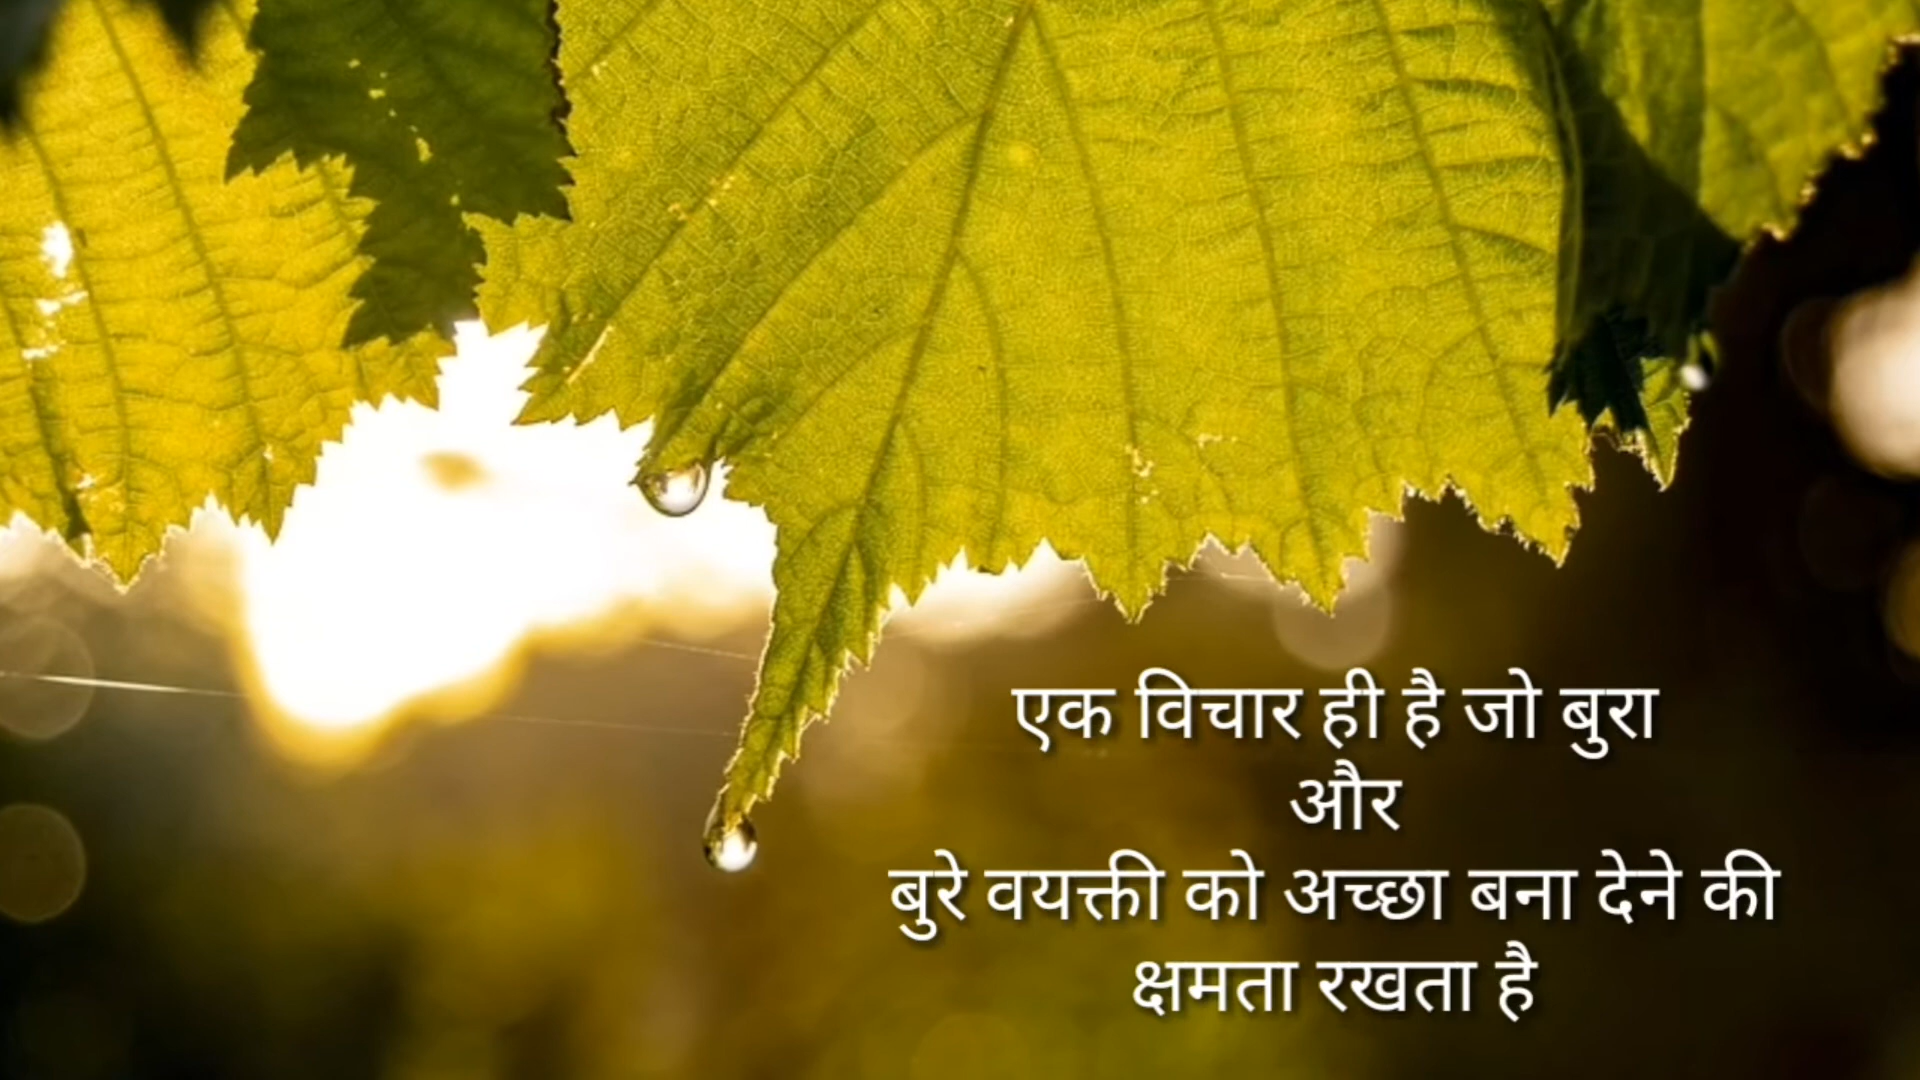 एक विचार ही है जो बुरा
और
बुरे वयक्ती को अच्छा बना देने की
क्षमता रखता है